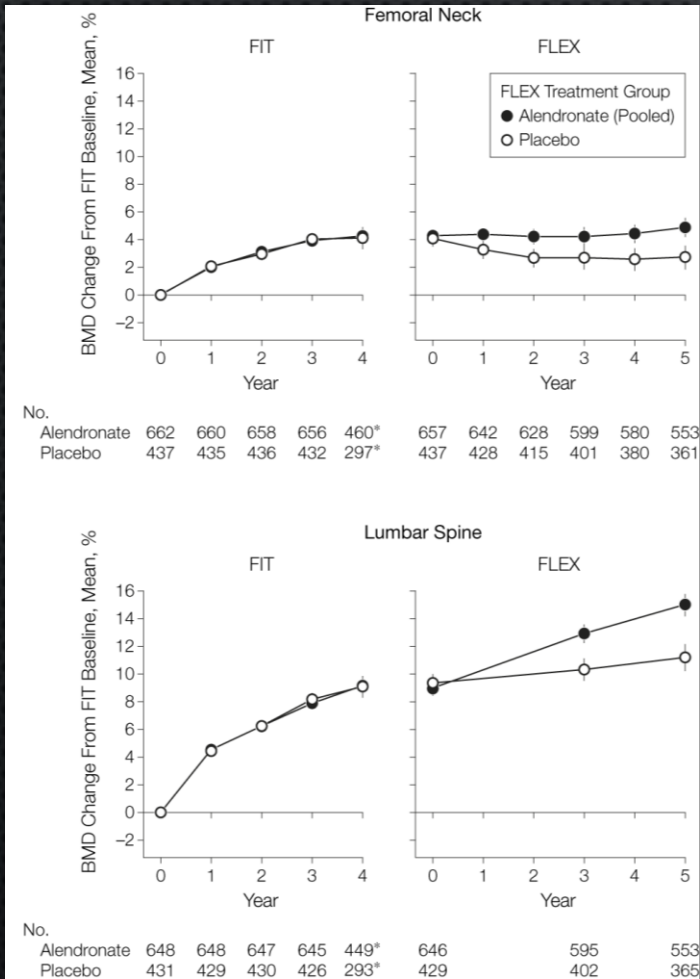 Femoral Neck
FIT
FLEX
BMD Change From FIT Baseline, Mean, %
16
14
12
10
8
6
4
2
0
–2
FLEX Treatment Group
Alendronate (Pooled)
Placebo
0 1 2 3 4
0 1 2 3 4 5
Year
Year
No.
Alendronate 662 660 658 656 460* 657 642 628 599 580 553
Placebo 437 435 436 432 297* 437 428 415 401 380 361
Lumbar Spine
FIT
FLEX
BMD Change From FIT Baseline, Mean, %
16
14
12
10
8
6
4
2
0
–2
0 1 2 3 4
0 1 2 3 4 5
Year
Year
No.
Alendronate 648 648 647 645 449* 646 595 553
Placebo 431 429 430 426 293* 429 402 365